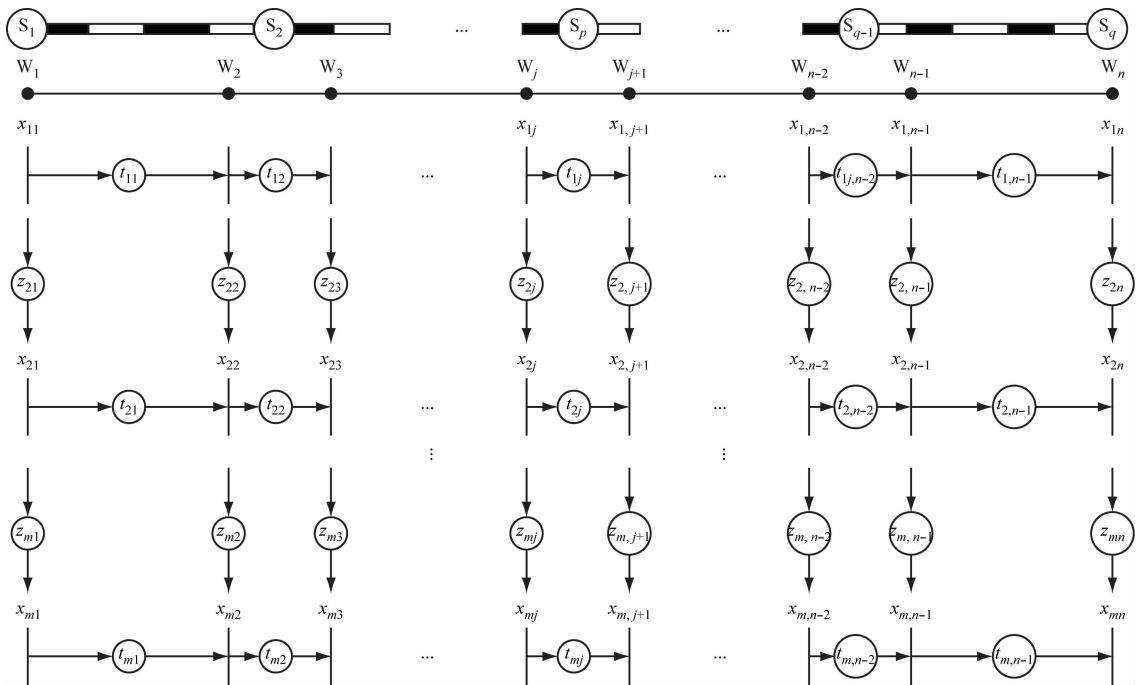 S1 S2 ... Sp ... Sq−1 Sq
W1 W2 W3 Wj Wj+1 Wn−2 Wn−1 Wn
x11 x1j x1, j+1 x1,n−2 x1,n−1 x1n
t11 t12 ... t1j ... t1j,n−2 t1,n−1
z21 z22 z23 z2j z2, j+1 z2, n−2 z2, n−1 z2n
x21 x22 x23 x2j x2, j+1 x2,n−2 x2,n−1 x2n
t21 t22 ... t2j ... t2,n−2 t2,n−1
⋮ ⋮
zm1 zm2 zm3 zmj zm, j+1 zm, n−2 zm, n−1 zmn
xm1 xm2 xm3 xmj xm, j+1 xm,n−2 xm,n−1 xmn
tm1 tm2 ... tmj ... tm,n−2 tm,n−1